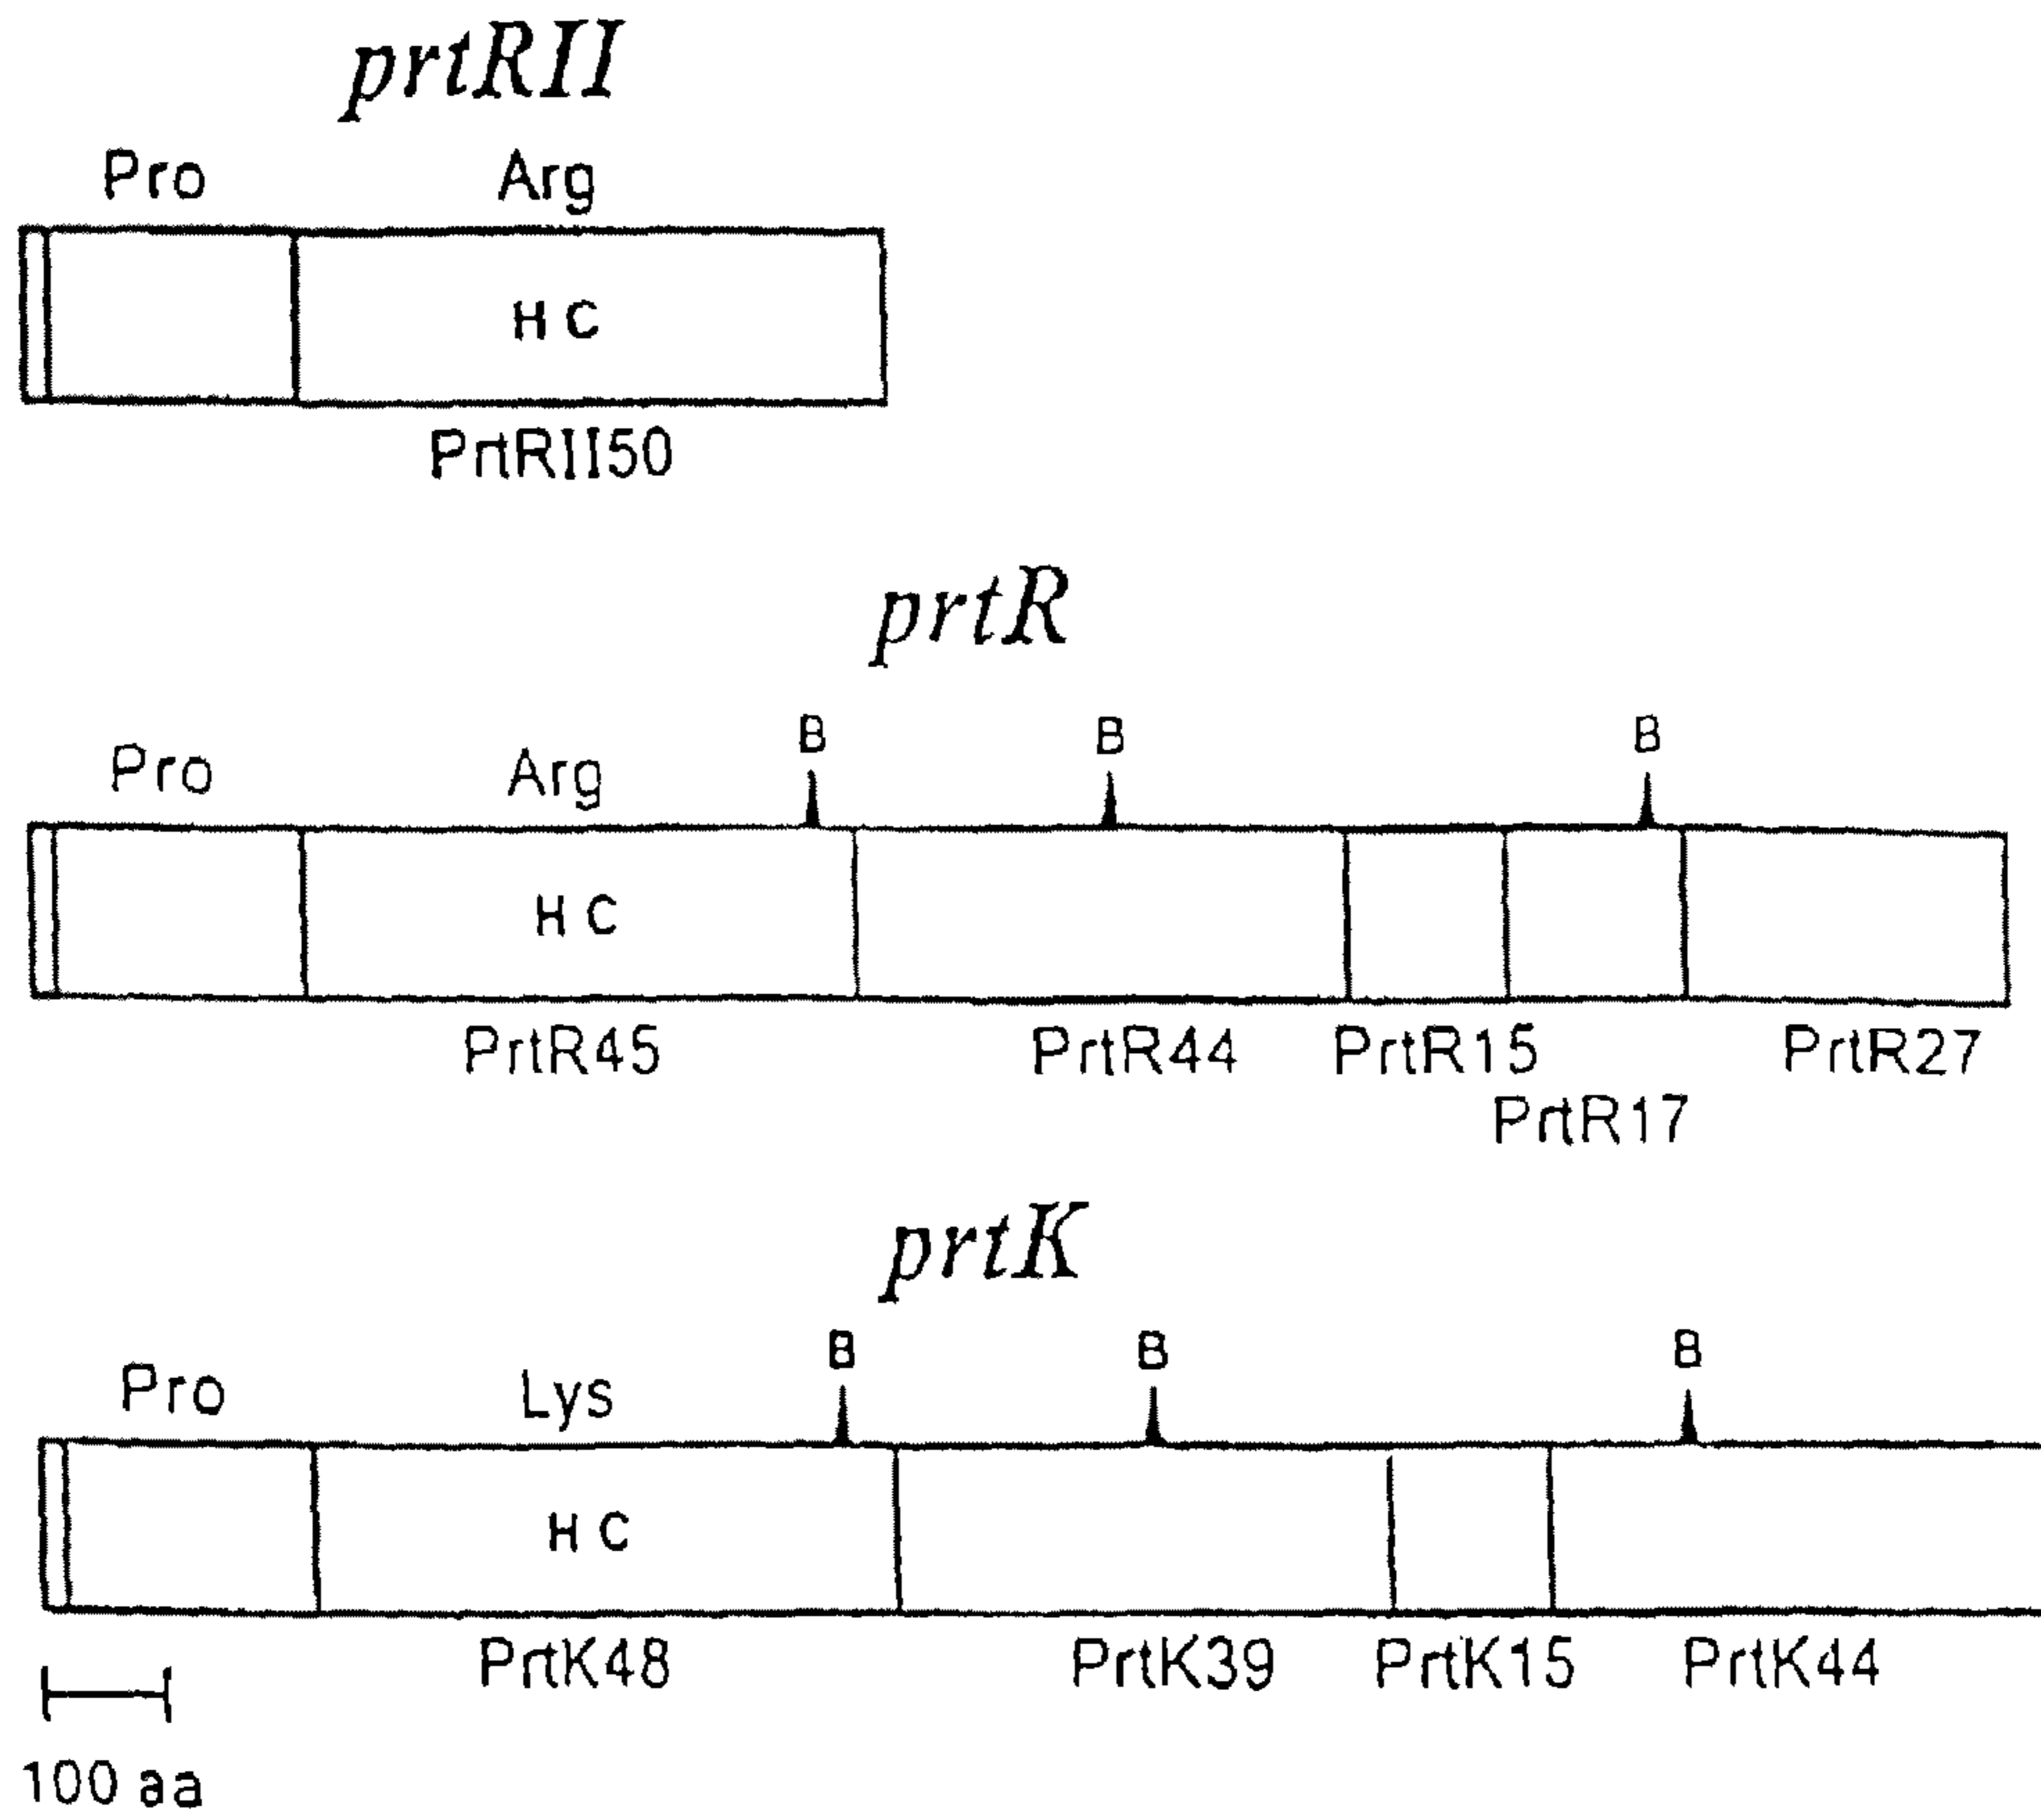 prtRII
Pro Arg
H C
PrtRII50
prtR
Pro Arg B B B
H C
PrtR45 PrtR44 PrtR15 PrtR27
PrtR17
prtK
Pro Lys B B B
H C
PrtK48 PrtK39 PrtK15 PrtK44
100 aa